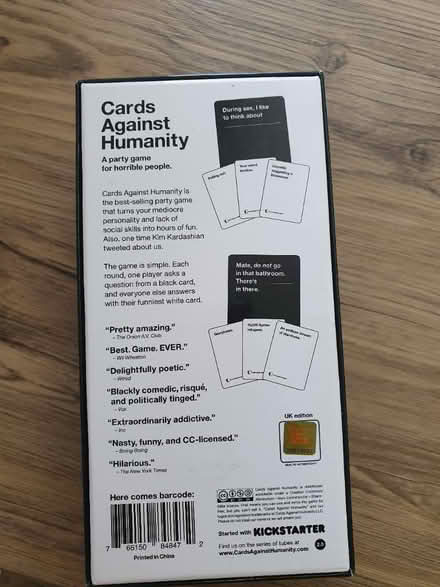 Cards
Against
Humanity
A party game
for horrible people.
During sex, I like
to think about
Cards Against Humanity is
the best-selling party game
that turns your mediocre
personality and lack of
social skills into hours of fun.
Also, one time Kim Kardashian
tweeted about us.
The game is simple. Each
round, one player asks a
question from a black card,
and everyone else answers
with their funniest white card.
Mate, do not go
in that bathroom.
There's
in there.
"Pretty amazing."
– The Onion A.V. Club
"Best. Game. EVER."
– Wil Wheaton
"Delightfully poetic."
– Wired
"Blackly comedic, risqué,
and politically tinged."
– Vox
"Extraordinarily addictive."
– Inc
"Nasty, funny, and CC-licensed."
– Boing Boing
"Hilarious."
– The New York Times
UK edition
Here comes barcode:
7 66150 84847 2
Printed in China
Started with KICKSTARTER
Find us on the series of tubes at
www.CardsAgainstHumanity.com